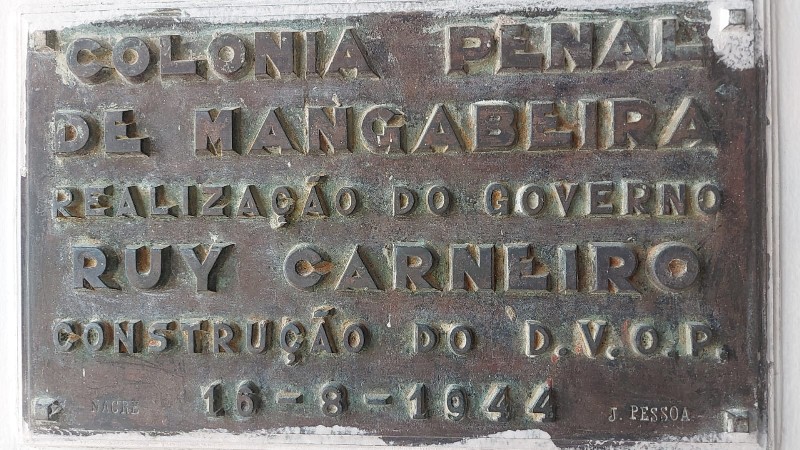 COLONIA PENAL
DE MANGABEIRA
REALIZAÇÃO DO GOVERNO
RUY CARNEIRO
CONSTRUÇÃO DO D.V.O.P.
16-8-1944
J. PESSOA